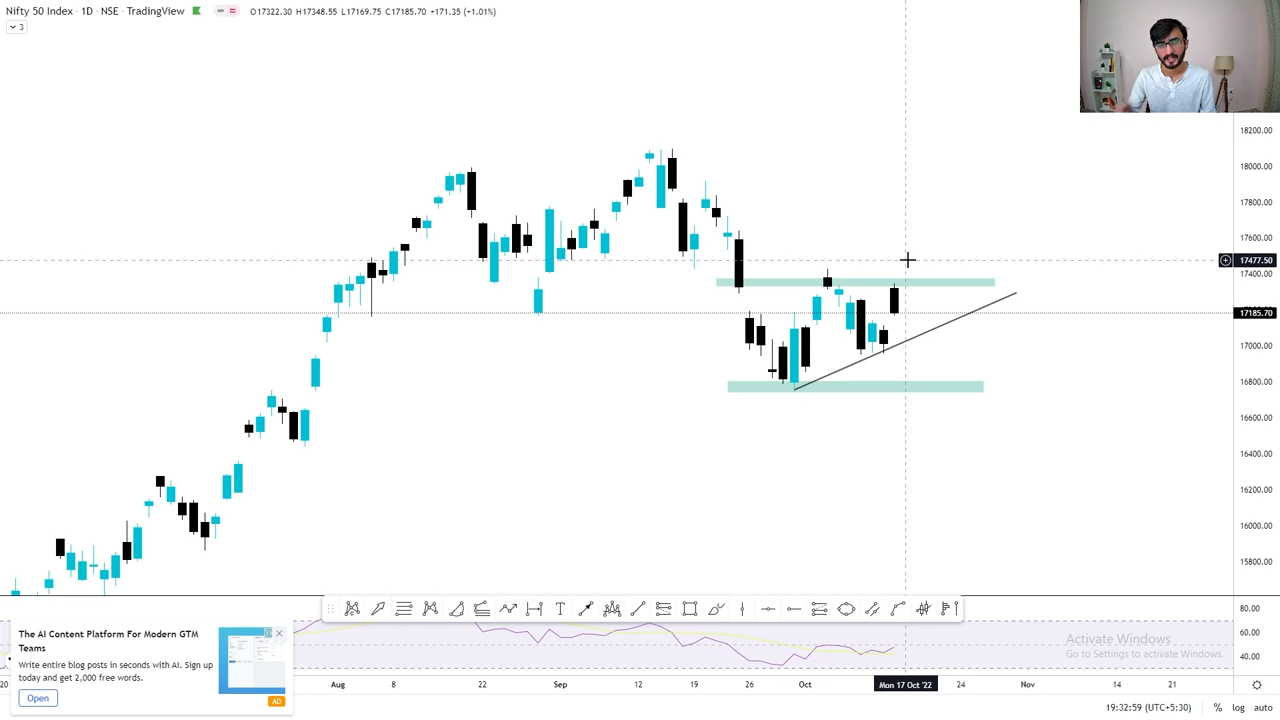 Nifty 50 Index · 1D · NSE · TradingView O17322.30 H17348.55 L17169.75 C17185.70 +171.35 (+1.01%)
3
18200.00
18000.00
17800.00
17600.00
17477.50
17400.00
17185.70
17000.00
16800.00
16600.00
16400.00
16200.00
16000.00
15800.00
T
80.00
60.00
40.00
The AI Content Platform For Modern GTM
Teams
Write entire blog posts in seconds with AI. Sign up
today and get 2,000 free words.
Open
AD
Activate Windows
Go to Settings to activate Windows.
20 Aug 8 22 Sep 12 19 26 Oct Mon 17 Oct '22 24 Nov 14 21
19:32:59 (UTC+5:30) % log auto